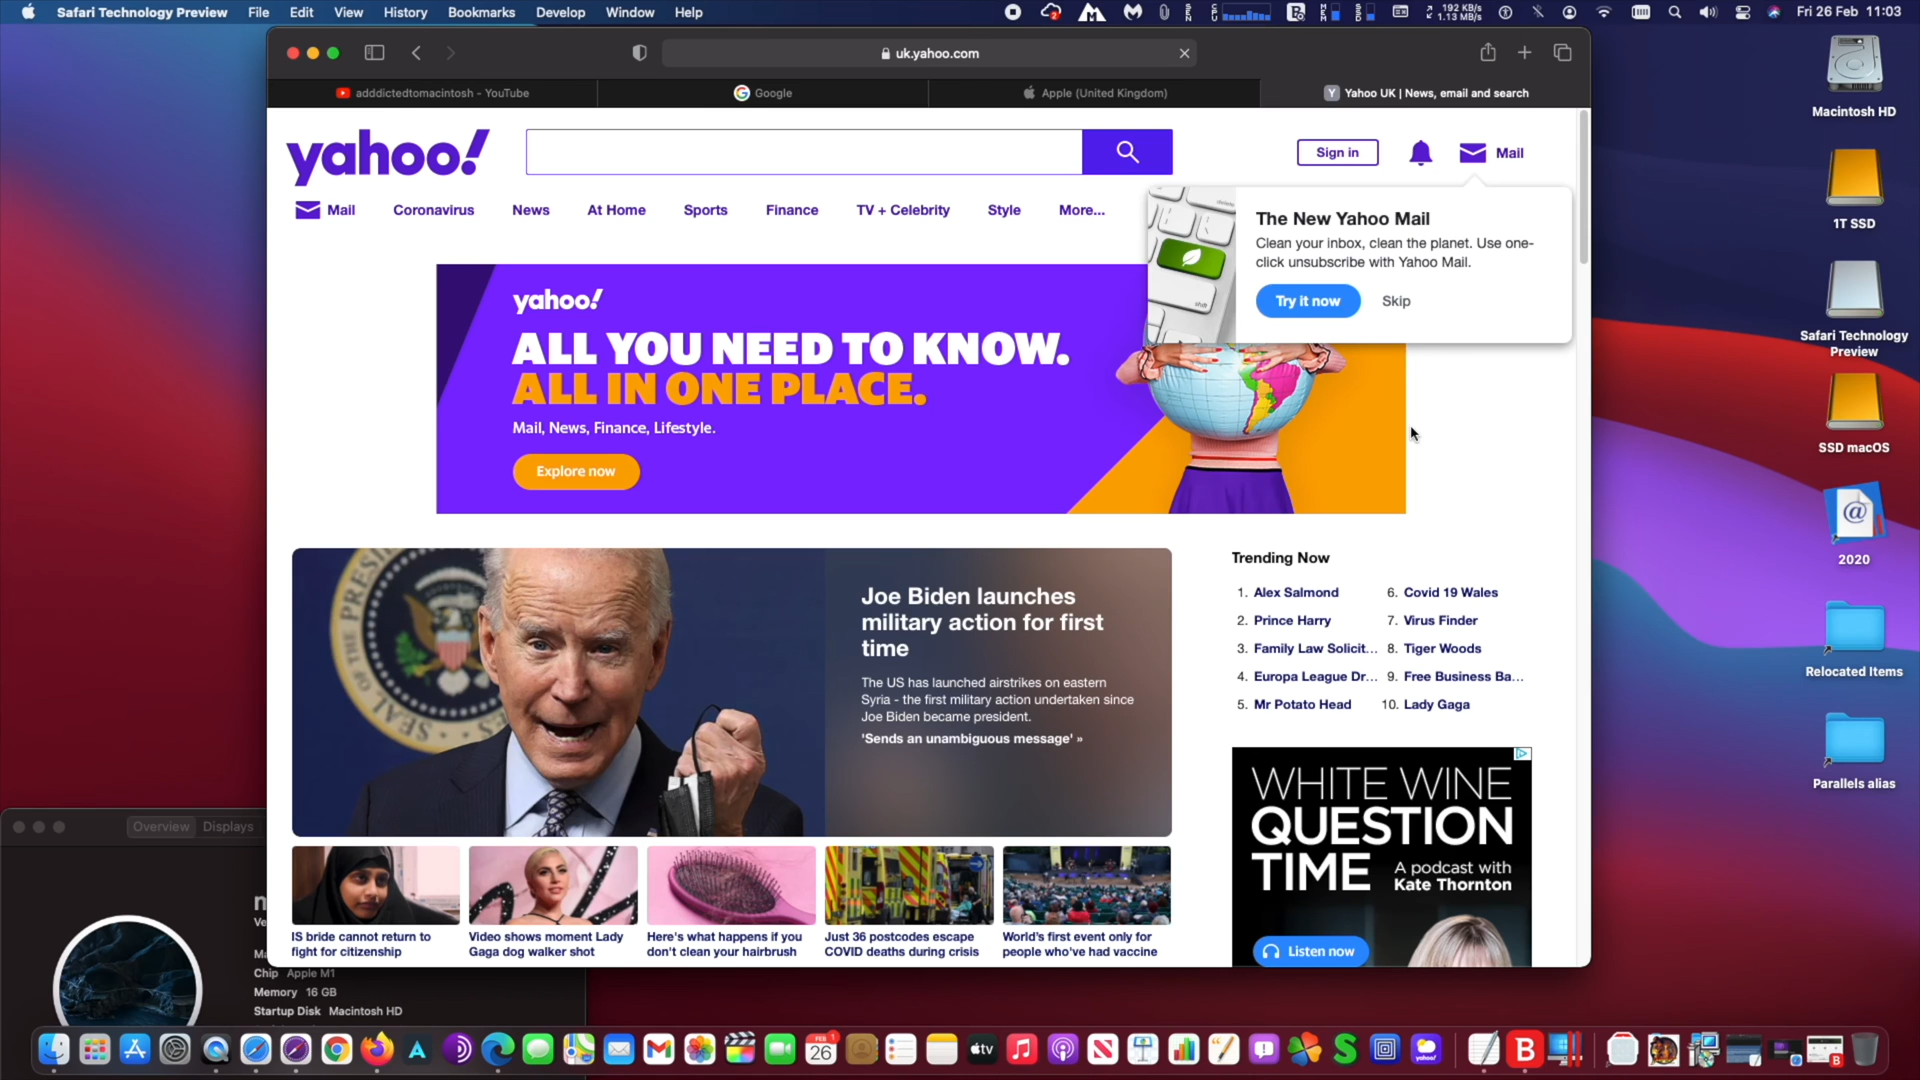 Safari Technology Preview File Edit View History Bookmarks Develop Window Help
192 KB/s
1.13 MB/s
Fri 26 Feb 11:03
uk.yahoo.com
adddictedtomacintosh - YouTube
Google
Apple (United Kingdom)
Yahoo UK | News, email and search
yahoo!
Sign in
Mail
Mail Coronavirus News At Home Sports Finance TV + Celebrity Style More...
The New Yahoo Mail
Clean your inbox, clean the planet. Use one-
click unsubscribe with Yahoo Mail.
Try it now Skip
yahoo!
ALL YOU NEED TO KNOW.
ALL IN ONE PLACE.
Mail, News, Finance, Lifestyle.
Explore now
Joe Biden launches
military action for first
time
The US has launched airstrikes on eastern
Syria - the first military action undertaken since
Joe Biden became president.
'Sends an unambiguous message' »
Trending Now
1. Alex Salmond
2. Prince Harry
3. Family Law Solicit...
4. Europa League Dr...
5. Mr Potato Head
6. Covid 19 Wales
7. Virus Finder
8. Tiger Woods
9. Free Business Ba...
10. Lady Gaga
WHITE WINE
QUESTION
TIME
A podcast with
Kate Thornton
Listen now
IS bride cannot return to
fight for citizenship
Video shows moment Lady
Gaga dog walker shot
Here's what happens if you
don't clean your hairbrush
Just 36 postcodes escape
COVID deaths during crisis
World's first event only for
people who've had vaccine
Overview Displays
Chip Apple M1
Memory 16 GB
Startup Disk Macintosh HD
Macintosh HD
1T SSD
Safari Technology
Preview
SSD macOS
2020
Relocated Items
Parallels alias
FEB
26
tv